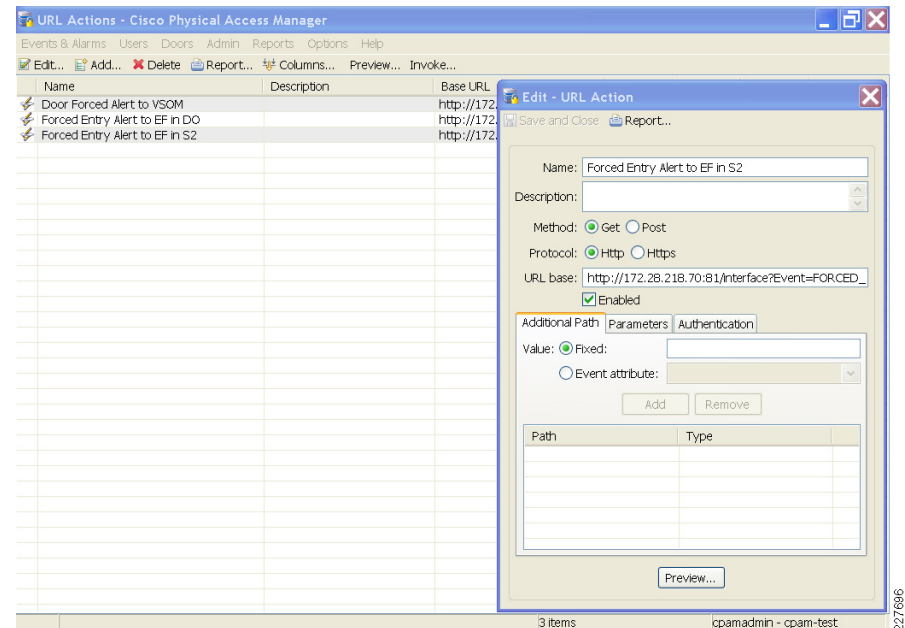 URL Actions - Cisco Physical Access Manager
Events & Alarms Users Doors Admin Reports Options Help
Edit... Add... Delete Report... Columns... Preview... Invoke...
Name Description Base URL
Door Forced Alert to VSOM http://172.
Forced Entry Alert to EF in DO http://172.
Forced Entry Alert to EF in S2 http://172.
Edit - URL Action
Save and Close Report...
Name: Forced Entry Alert to EF in S2
Description:
Method: Get Post
Protocol: Http Https
URL base: http://172.28.218.70:81/interface?Event=FORCED_
Enabled
Additional Path Parameters Authentication
Value: Fixed:
Event attribute:
Add Remove
Path Type
Preview...
3 items cpamadmin - cpam-test
227696